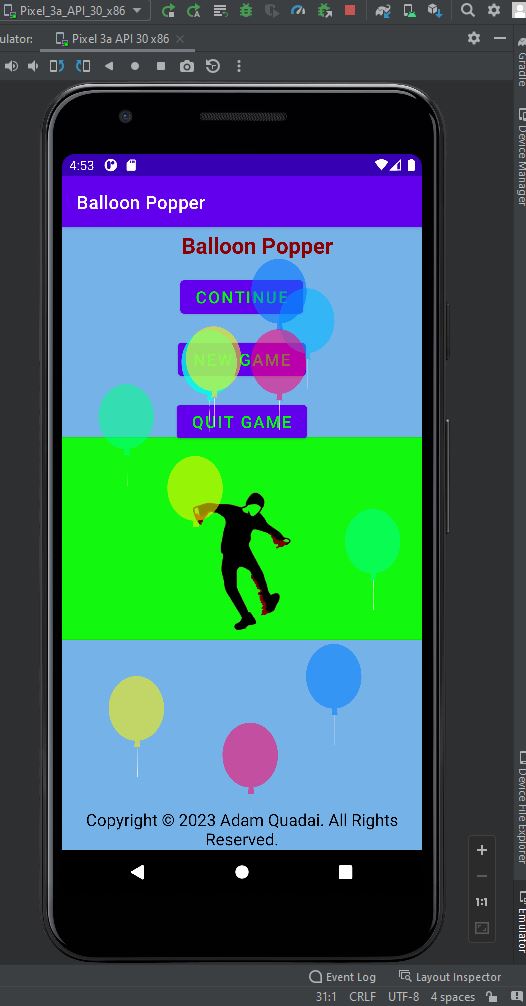 Pixel_3a_API_30_x86
ulator:
Pixel 3a API 30 x86
Gradle
Device Manager
4:53
Balloon Popper
Balloon Popper
CONTINUE
NEW GAME
QUIT GAME
Copyright © 2023 Adam Quadai. All Rights
Reserved.
Device File Explorer
1:1
Emulator
Event Log
Layout Inspector
31:1 CRLF UTF-8 4 spaces